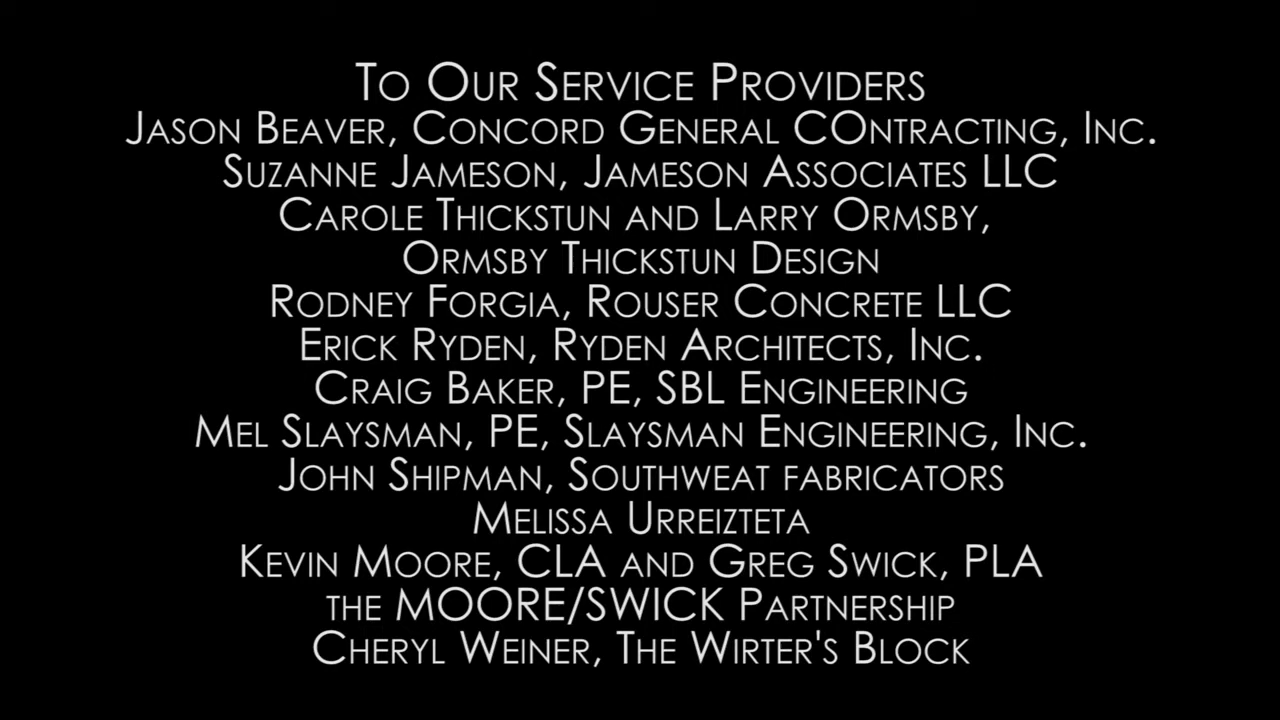 To Our Service Providers
Jason Beaver, Concord General COntracting, Inc.
Suzanne Jameson, Jameson Associates LLC
Carole Thickstun and Larry Ormsby,
Ormsby Thickstun Design
Rodney Forgia, Rouser Concrete LLC
Erick Ryden, Ryden Architects, Inc.
Craig Baker, PE, SBL Engineering
Mel Slaysman, PE, Slaysman Engineering, Inc.
John Shipman, Southweat fabricators
Melissa Urreizteta
Kevin Moore, CLA and Greg Swick, PLA
the MOORE/SWICK Partnership
Cheryl Weiner, The Wirter's Block